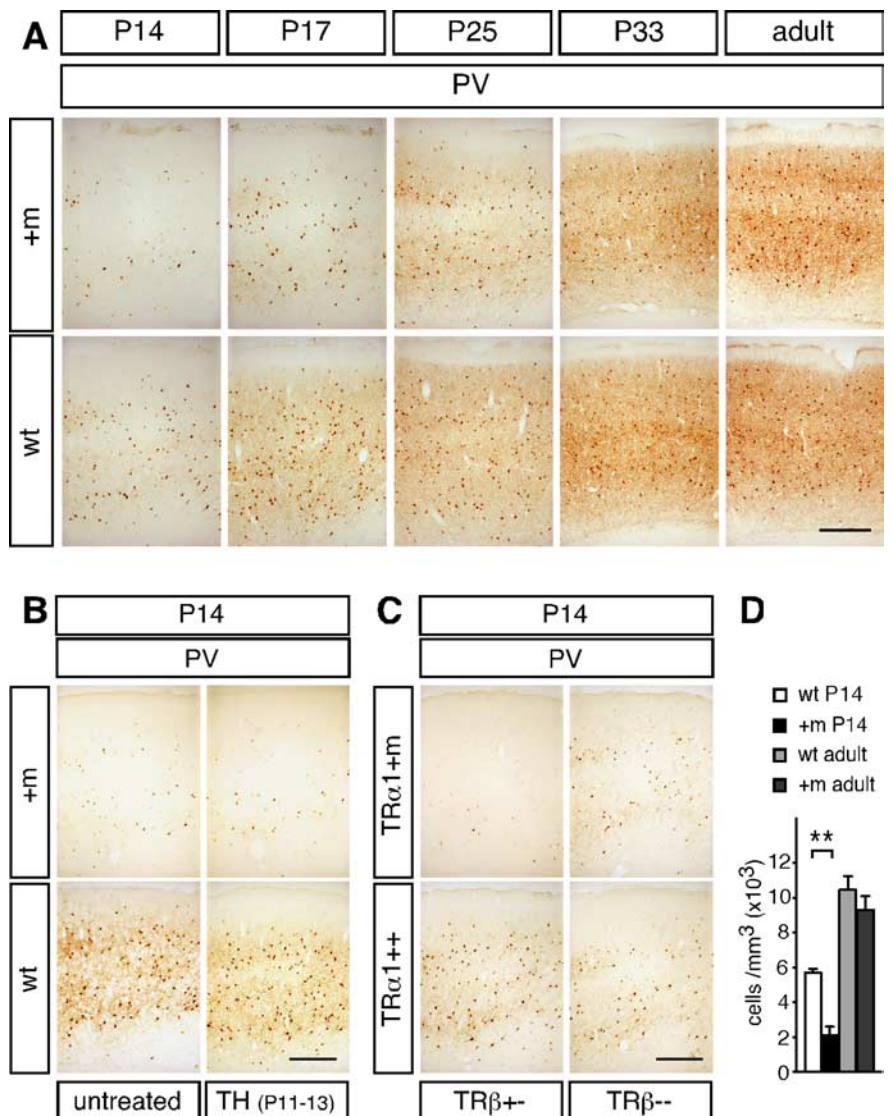 A P14 P17 P25 P33 adult
PV
+m
wt
B P14
PV
+m
wt
untreated TH (P11-13)
C P14
PV
TRα1+m
TRα1++
TRβ+- TRβ--
D
wt P14
+m P14
wt adult
+m adult
**
cells /mm³ (x10³)
12
10
8
6
4
2
0